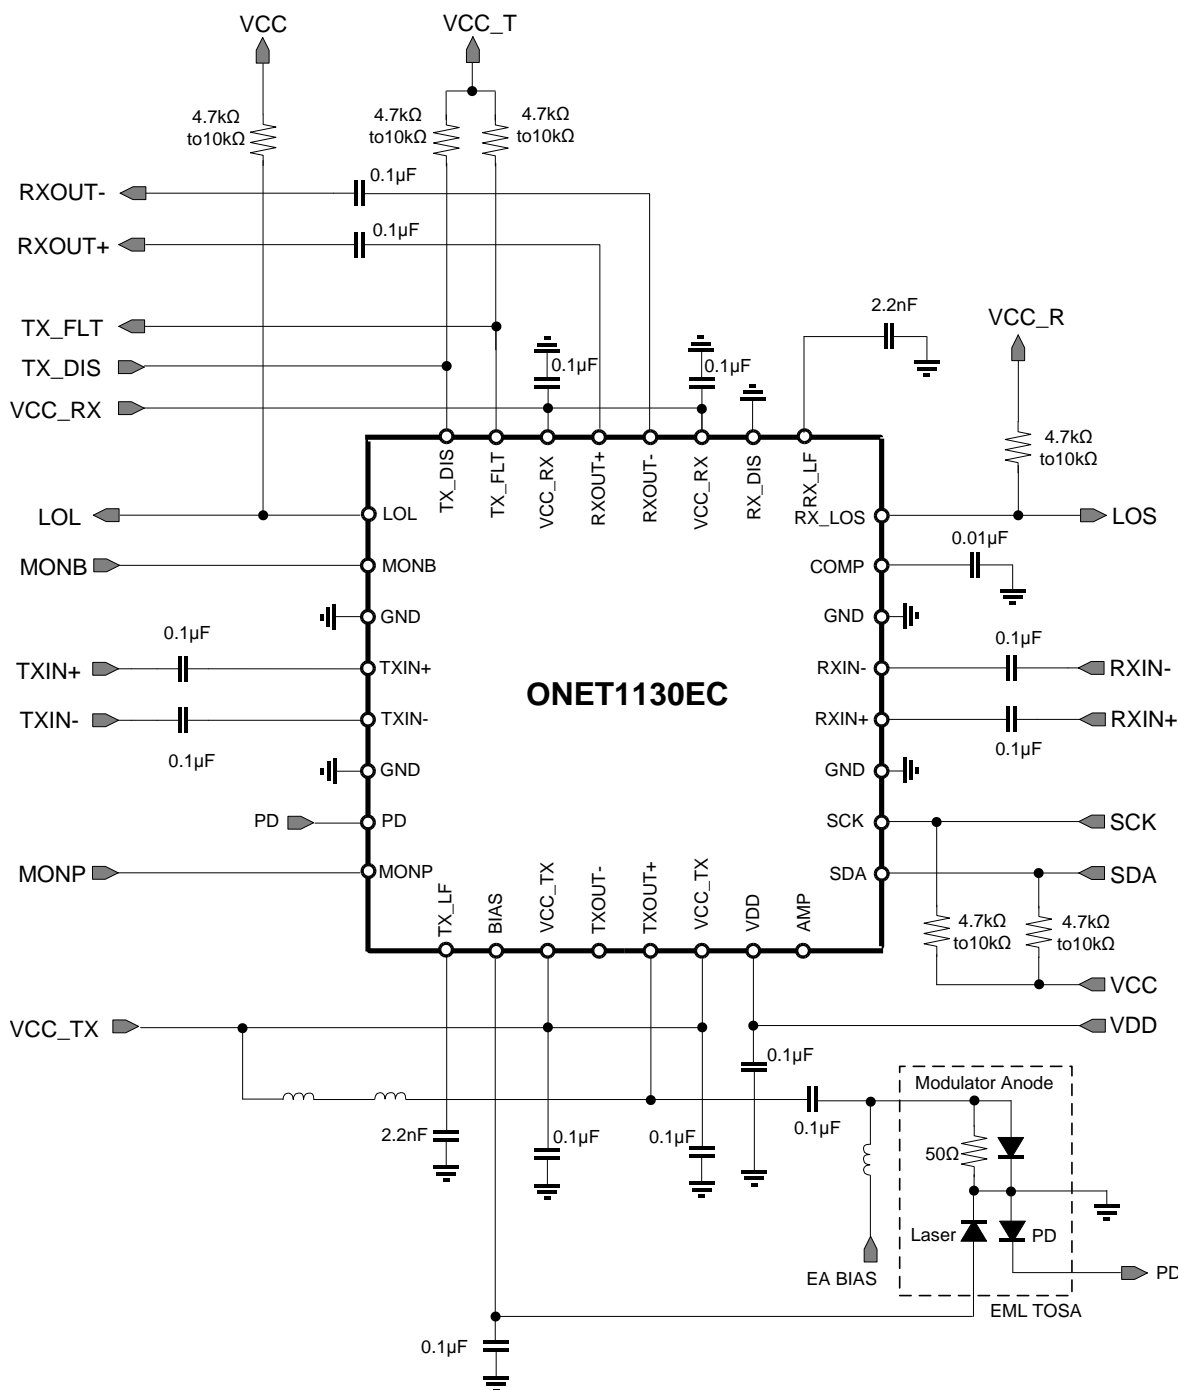 VCC
VCC_T
4.7kΩ
to10kΩ
4.7kΩ
to10kΩ
4.7kΩ
to10kΩ
RXOUT-
0.1µF
RXOUT+
0.1µF
TX_FLT
2.2nF
VCC_R
TX_DIS
0.1µF
0.1µF
VCC_RX
4.7kΩ
to10kΩ
TX_DIS
TX_FLT
VCC_RX
RXOUT+
RXOUT-
VCC_RX
RX_DIS
RX_LF
LOL
LOL
RX_LOS
LOS
MONB
MONB
COMP
0.01µF
GND
GND
0.1µF
TXIN+
TXIN+
RXIN-
0.1µF
RXIN-
ONET1130EC
TXIN-
TXIN-
0.1µF
RXIN+
RXIN+
0.1µF
GND
GND
PD
PD
SCK
SCK
MONP
MONP
SDA
SDA
TX_LF
BIAS
VCC_TX
TXOUT-
TXOUT+
VCC_TX
VDD
AMP
4.7kΩ
to10kΩ
4.7kΩ
to10kΩ
VCC
VCC_TX
VDD
0.1µF
Modulator Anode
2.2nF
0.1µF
0.1µF
0.1µF
50Ω
Laser
PD
EA BIAS
PD
EML TOSA
0.1µF